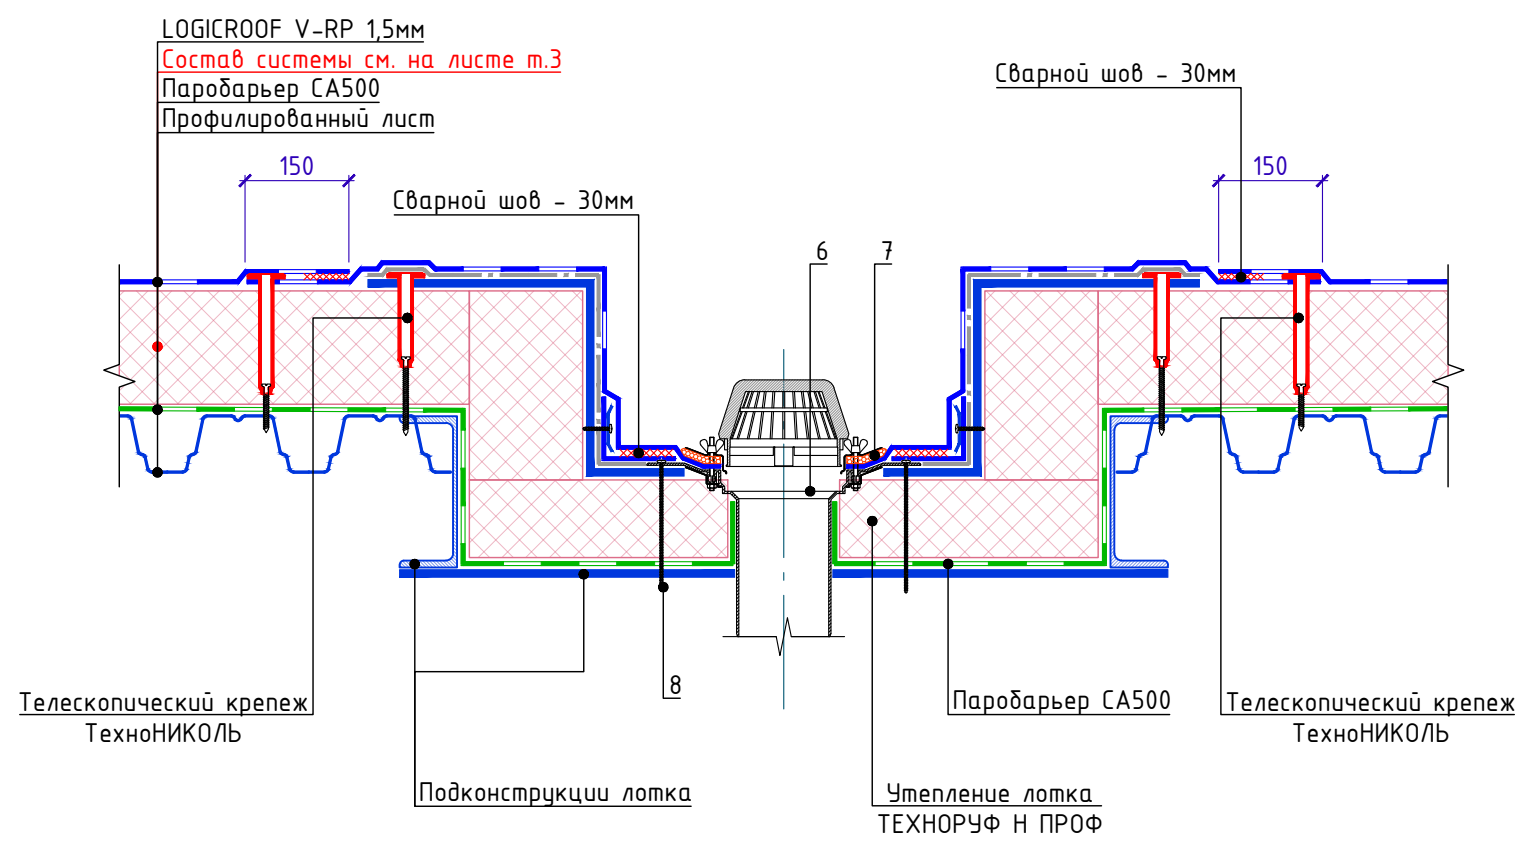 LOGICROOF V-RP 1,5мм
Состав системы см. на листе т.3
Паробарьер СА500
Профилированный лист
Сварной шов - 30мм
150
150
Сварной шов - 30мм
6
7
8
Телескопический крепеж
ТехноНИКОЛЬ
Паробарьер СА500
Телескопический крепеж
ТехноНИКОЛЬ
Подконструкции лотка
Утепление лотка
ТЕХНОРУФ Н ПРОФ